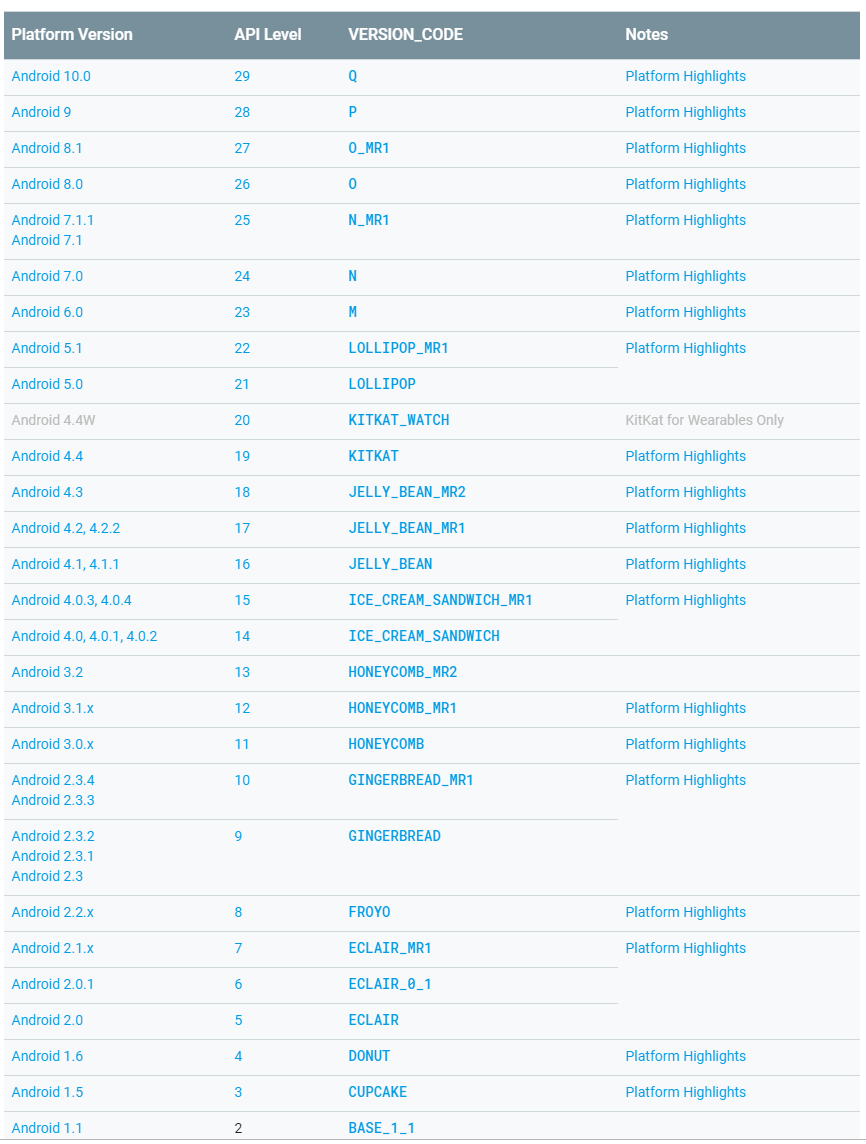 Platform Version API Level VERSION_CODE Notes
Android 10.0 29 Q Platform Highlights
Android 9 28 P Platform Highlights
Android 8.1 27 O_MR1 Platform Highlights
Android 8.0 26 O Platform Highlights
Android 7.1.1 25 N_MR1 Platform Highlights
Android 7.1
Android 7.0 24 N Platform Highlights
Android 6.0 23 M Platform Highlights
Android 5.1 22 LOLLIPOP_MR1 Platform Highlights
Android 5.0 21 LOLLIPOP
Android 4.4W 20 KITKAT_WATCH KitKat for Wearables Only
Android 4.4 19 KITKAT Platform Highlights
Android 4.3 18 JELLY_BEAN_MR2 Platform Highlights
Android 4.2, 4.2.2 17 JELLY_BEAN_MR1 Platform Highlights
Android 4.1, 4.1.1 16 JELLY_BEAN Platform Highlights
Android 4.0.3, 4.0.4 15 ICE_CREAM_SANDWICH_MR1 Platform Highlights
Android 4.0, 4.0.1, 4.0.2 14 ICE_CREAM_SANDWICH
Android 3.2 13 HONEYCOMB_MR2
Android 3.1.x 12 HONEYCOMB_MR1 Platform Highlights
Android 3.0.x 11 HONEYCOMB Platform Highlights
Android 2.3.4 10 GINGERBREAD_MR1 Platform Highlights
Android 2.3.3
Android 2.3.2 9 GINGERBREAD
Android 2.3.1
Android 2.3
Android 2.2.x 8 FROYO Platform Highlights
Android 2.1.x 7 ECLAIR_MR1 Platform Highlights
Android 2.0.1 6 ECLAIR_0_1
Android 2.0 5 ECLAIR
Android 1.6 4 DONUT Platform Highlights
Android 1.5 3 CUPCAKE Platform Highlights
Android 1.1 2 BASE_1_1